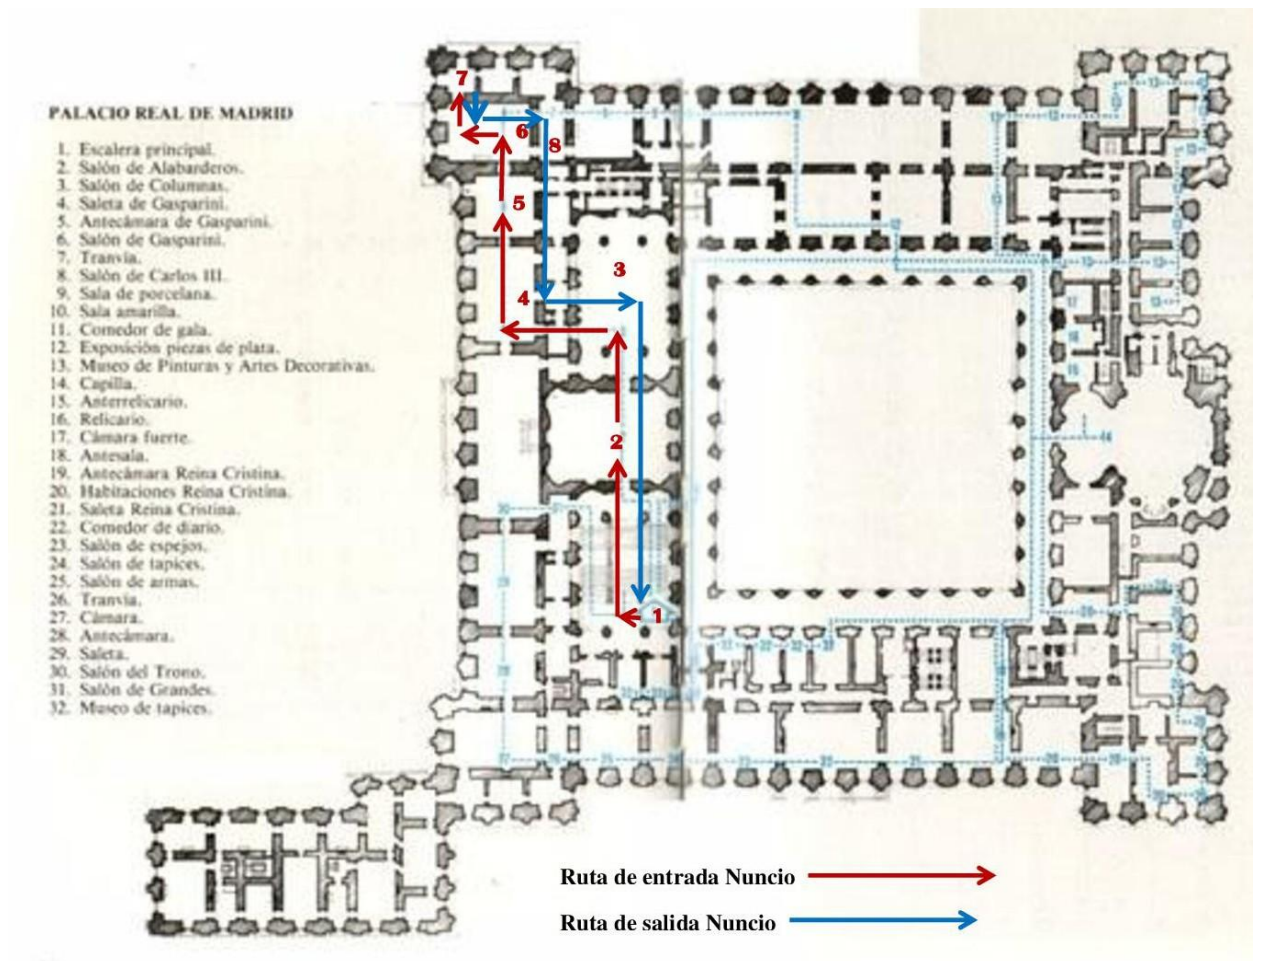 PALACIO REAL DE MADRID
1. Escalera principal.
2. Salón de Alabarderos.
3. Salón de Columnas.
4. Saleta de Gasparini.
5. Antecámara de Gasparini.
6. Salón de Gasparini.
7. Tranvía.
8. Salón de Carlos III.
9. Sala de porcelana.
10. Sala amarilla.
11. Comedor de gala.
12. Exposición piezas de plata.
13. Museo de Pinturas y Artes Decorativas.
14. Capilla.
15. Anterrelicario.
16. Relicario.
17. Cámara fuerte.
18. Antesala.
19. Antecámara Reina Cristina.
20. Habitaciones Reina Cristina.
21. Saleta Reina Cristina.
22. Comedor de diario.
23. Salón de espejos.
24. Salón de tapices.
25. Salón de armas.
26. Tranvía.
27. Cámara.
28. Antecámara.
29. Saleta.
30. Salón del Trono.
31. Salón de Grandes.
32. Museo de tapices.
7
6
8
5
3
4
2
1
14
Ruta de entrada Nuncio
Ruta de salida Nuncio